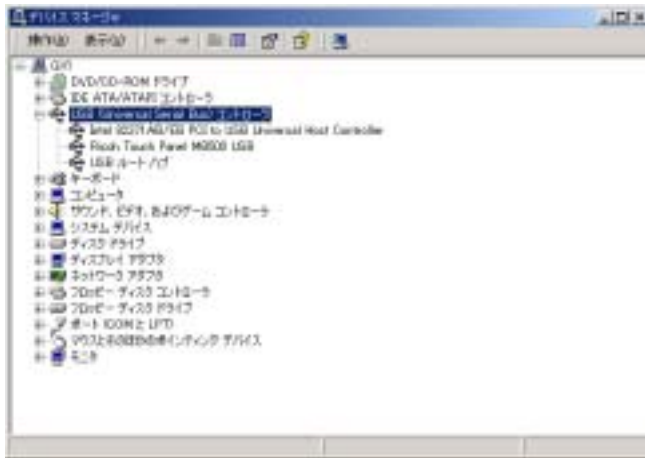 デバイス マネージャ
操作(A) 表示(V)
DVD/CD-ROM ドライブ
IDE ATA/ATAPI コントローラ
USB (Universal Serial Bus) コントローラ
Intel 82371AB/EB PCI to USB Universal Host Controller
Ricoh Touch Panel USB
USB ルート ハブ
キーボード
コンピュータ
サウンド、ビデオ、およびゲーム コントローラ
システム デバイス
ディスク ドライブ
ディスプレイ アダプタ
ネットワーク アダプタ
フロッピー ディスク コントローラ
フロッピー ディスク ドライブ
ポート (COM と LPT)
マウスとそのほかのポインティング デバイス
モニタ